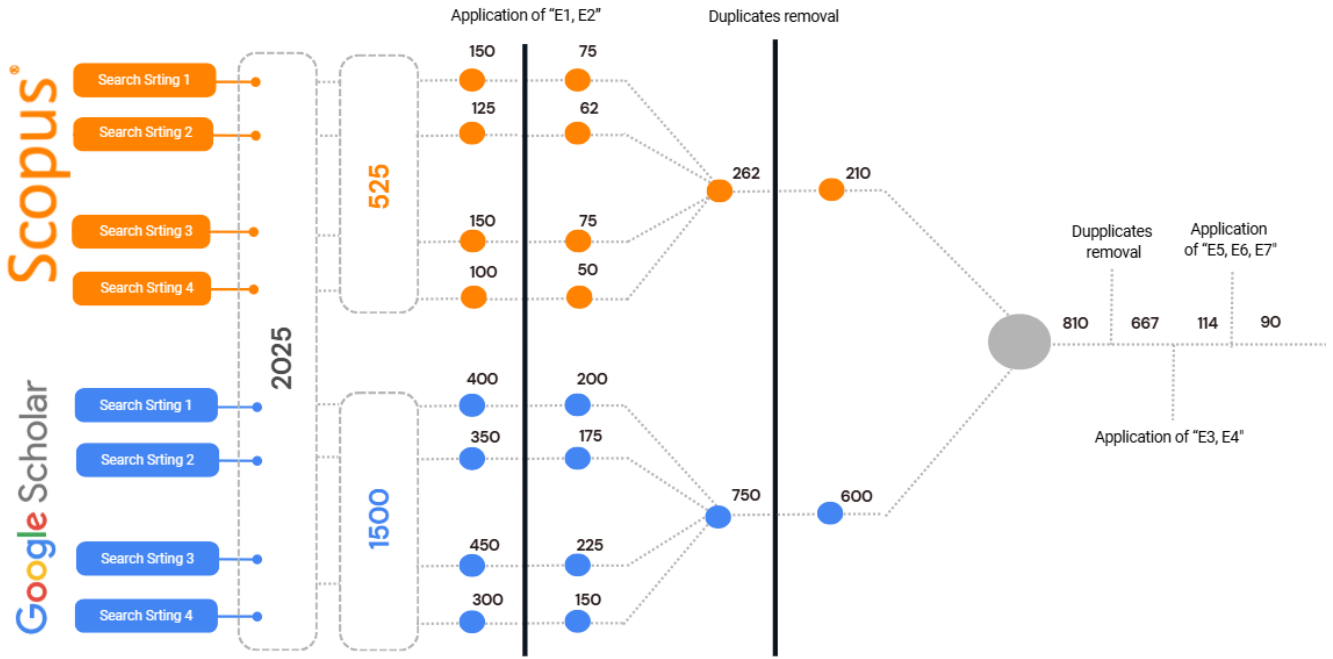 Application of “E1, E2”
Duplicates removal
Scopus®
Search Srting 1
150
75
Search Srting 2
125
62
525
262
210
Search Srting 3
150
75
Search Srting 4
100
50
2025
Dupplicates
removal
Application
of “E5, E6, E7"
810
667
114
90
Application of “E3, E4"
Google Scholar
Search Srting 1
400
200
Search Srting 2
350
175
1500
750
600
Search Srting 3
450
225
Search Srting 4
300
150